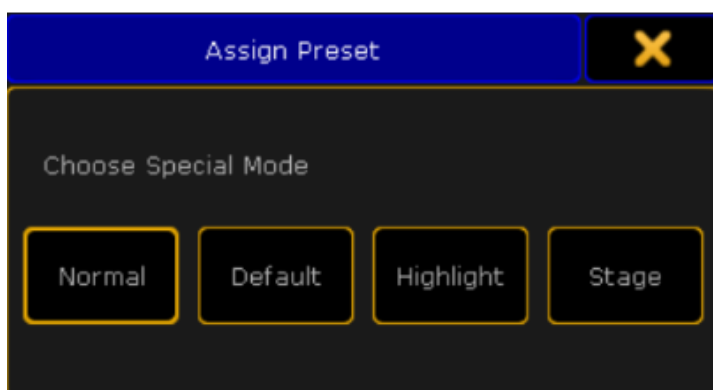 Assign Preset
Choose Special Mode
Normal Default Highlight Stage